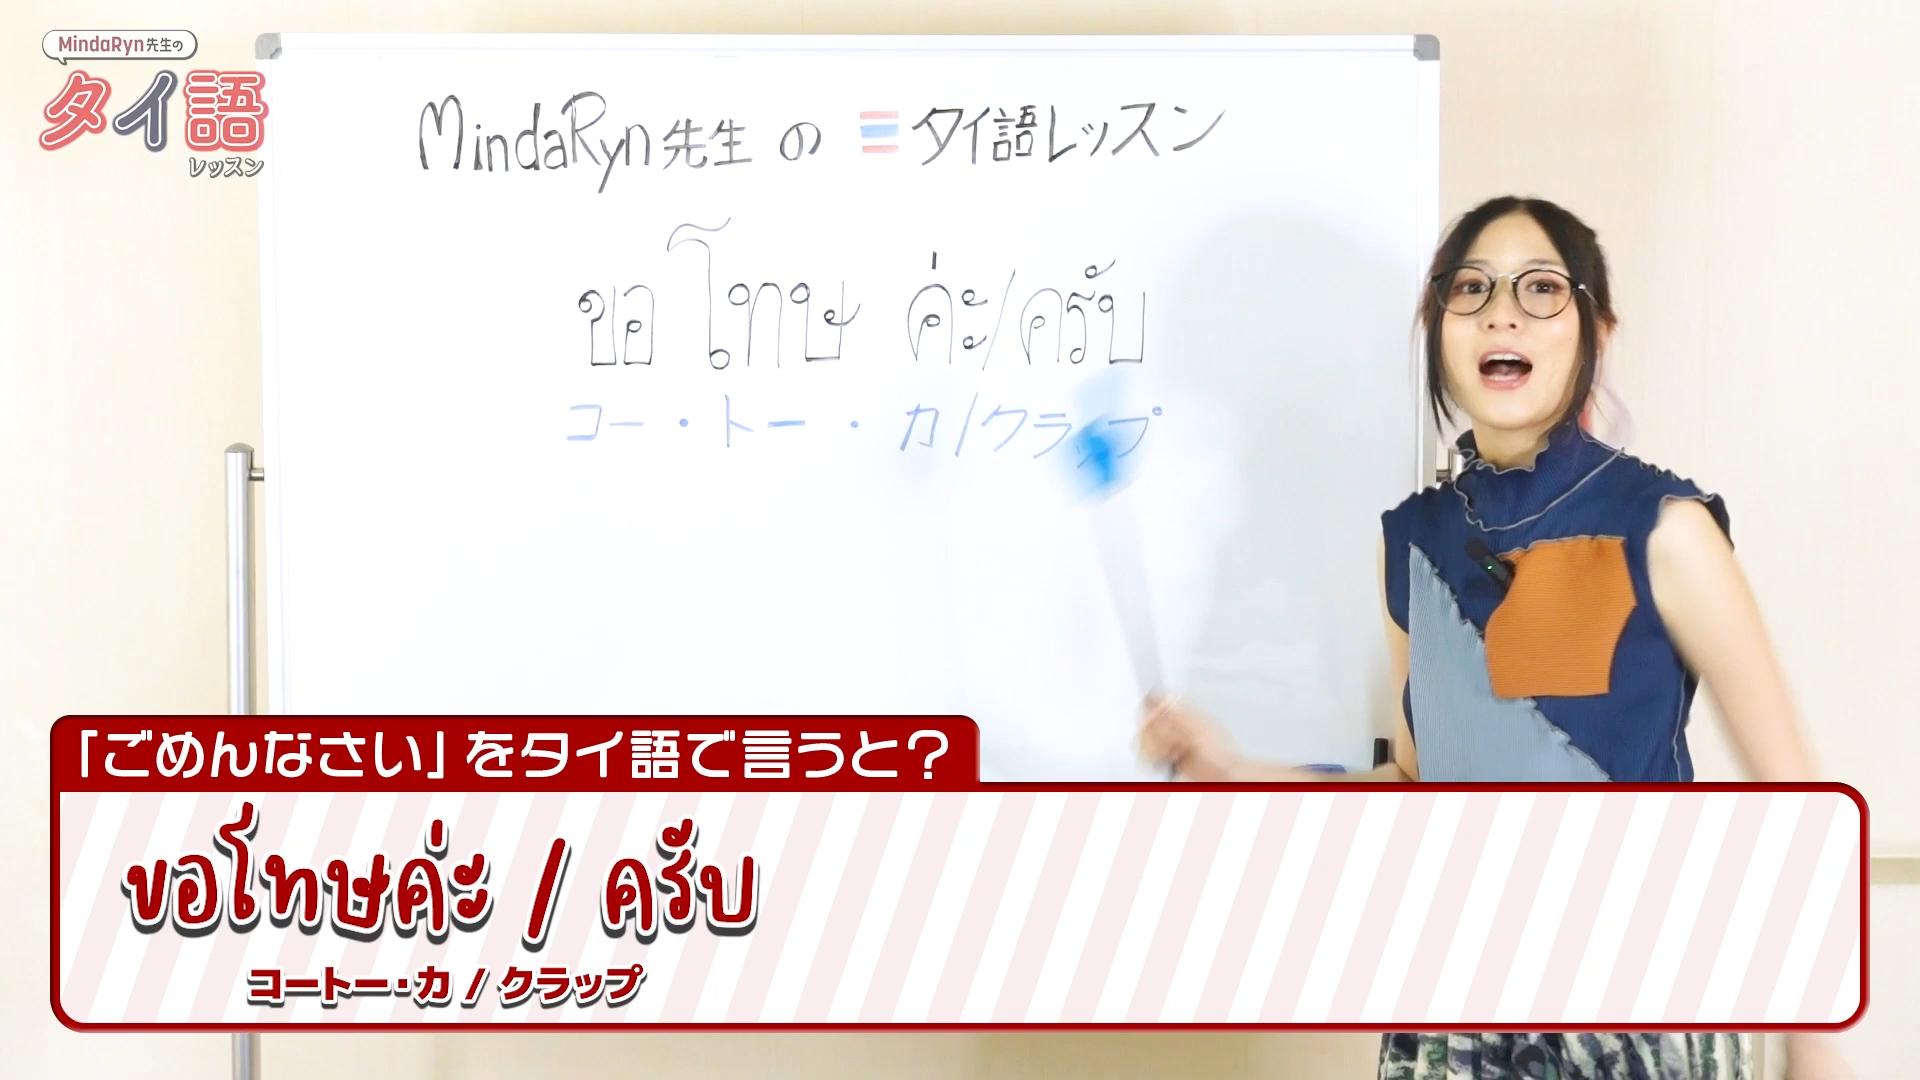 MindaRyn先生の
タイ語
レッスン
MindaRyn先生 の タイ語レッスン
ขอ โทษ ค่ะ/ครับ
コー・トー・カ/クラップ
「ごめんなさい」をタイ語で言うと?
ขอโทษค่ะ / ครับ
コートー・カ / クラップ